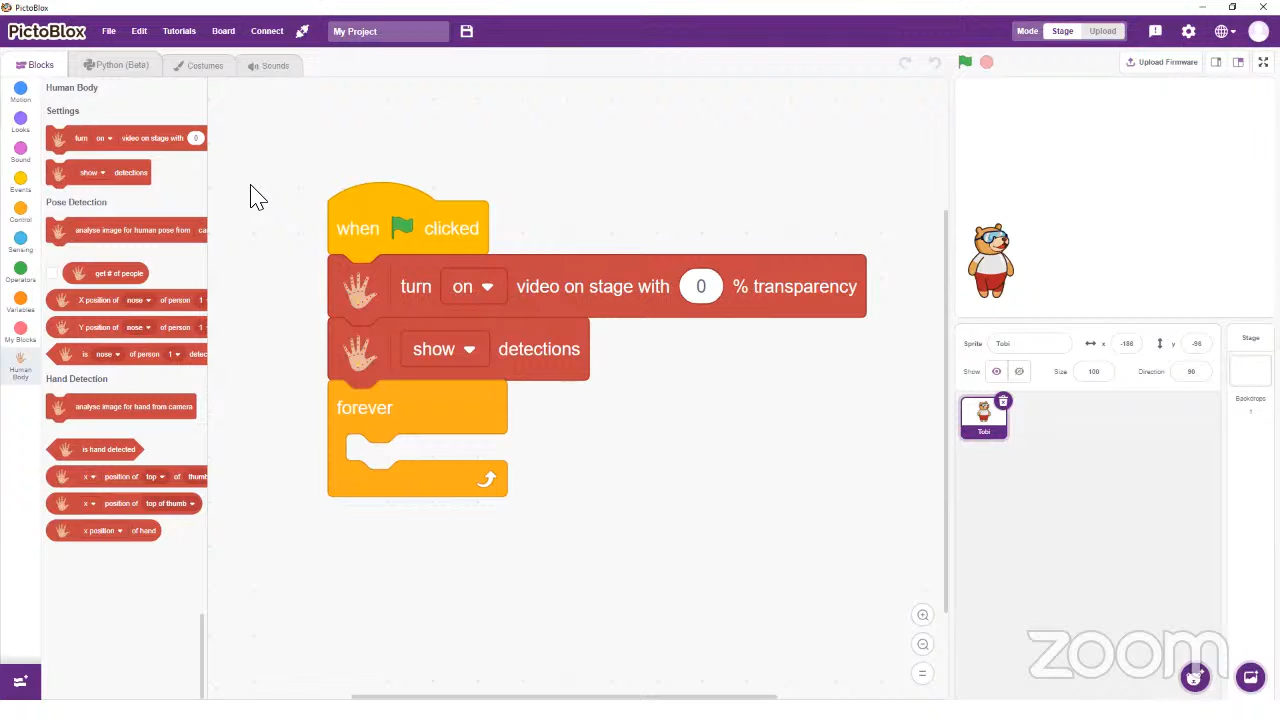 PictoBlox
PictoBlox File Edit Tutorials Board Connect My Project Mode Stage Upload
Blocks Python (Beta) Costumes Sounds Upload Firmware
Motion
Looks
Sound
Events
Control
Sensing
Operators
Variables
My Blocks
Human
Body
Human Body
Settings
turn on video on stage with 0
show detections
Pose Detection
analyse image for human pose from
get # of people
X position of nose of person 1
Y position of nose of person 1
is nose of person 1
Hand Detection
analyse image for hand from camera
is hand detected
x position of top of
x position of top of thumb
x position of hand
when clicked
turn on video on stage with 0 % transparency
show detections
forever
Sprite Tobi x -186 y -96
Show Size 100 Direction 90
Tobi
Stage
Backdrops
1
zoom